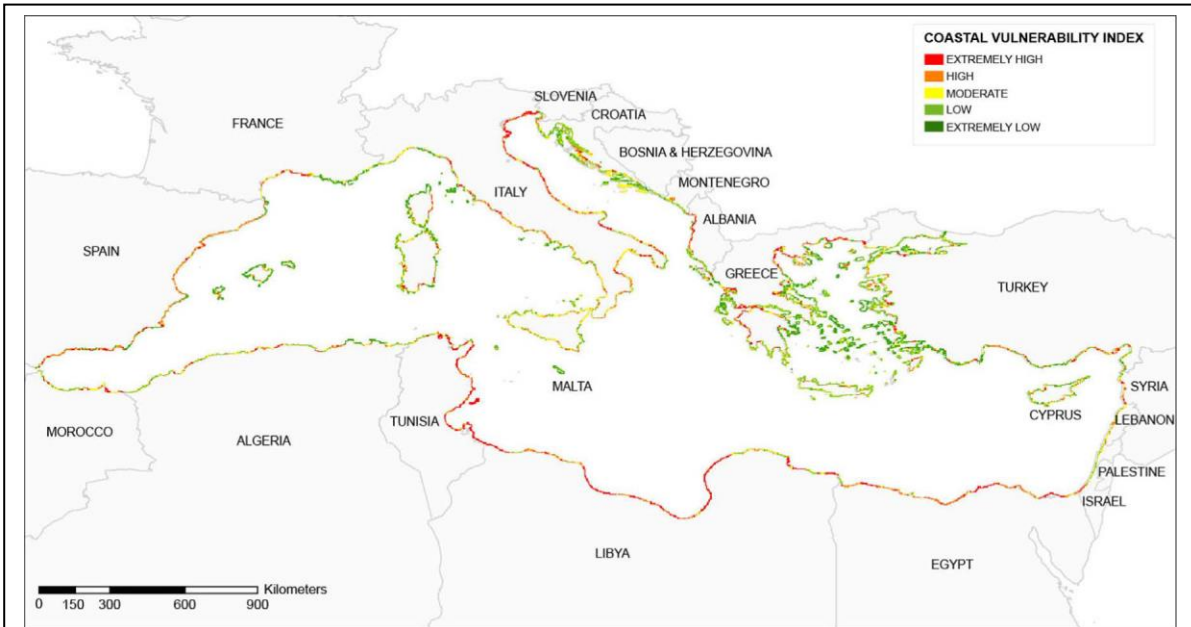 COASTAL VULNERABILITY INDEX
EXTREMELY HIGH
HIGH
MODERATE
LOW
EXTREMELY LOW
SLOVENIA
CROATIA
FRANCE
BOSNIA & HERZEGOVINA
MONTENEGRO
ITALY
ALBANIA
SPAIN
GREECE
TURKEY
MALTA
SYRIA
CYPRUS
LEBANON
TUNISIA
MOROCCO
ALGERIA
PALESTINE
ISRAEL
LIBYA
EGYPT
Kilometers
0 150 300 600 900